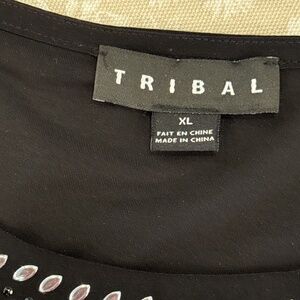 TRIBAL
XL
FAIT EN CHINE
MADE IN CHINA